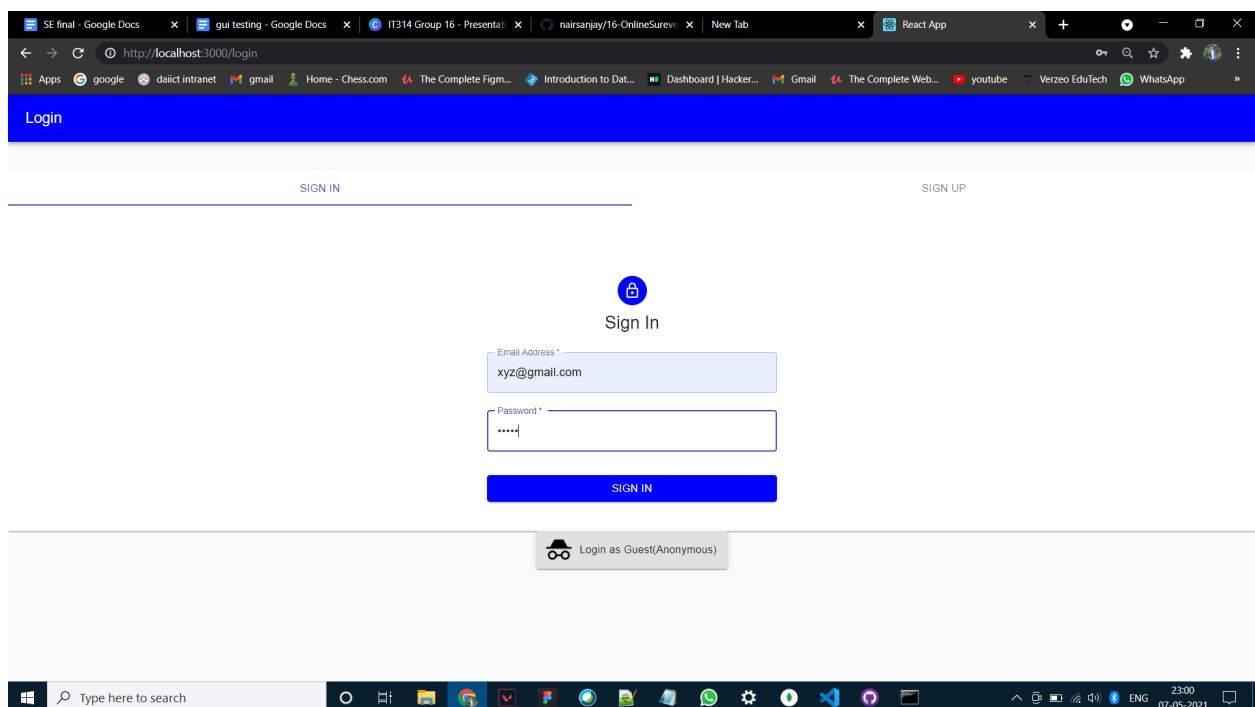 SE final - Google Docs
gui testing - Google Docs
IT314 Group 16 - Presentati
nairsanjay/16-OnlineSureve
New Tab
React App
http://localhost:3000/login
Apps google daiict intranet gmail Home - Chess.com The Complete Figm... Introduction to Dat... Dashboard | Hacker... Gmail The Complete Web... youtube Verzeo EduTech WhatsApp »
Login
SIGN IN SIGN UP
Sign In
Email Address *
xyz@gmail.com
Password *
•••••
SIGN IN
Login as Guest(Anonymous)
Type here to search
ENG
23:00
07-05-2021